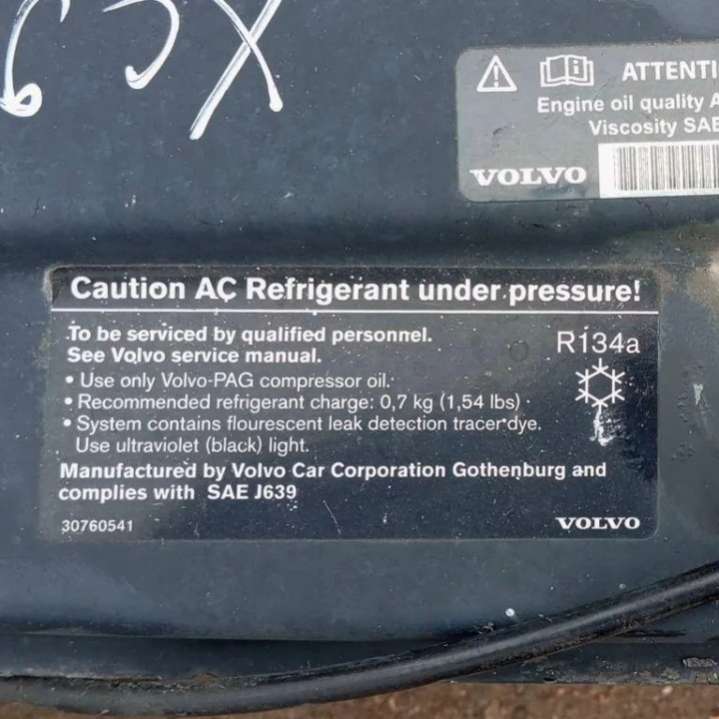 XC9
ATTENTI
Engine oil quality A
Viscosity SAE
VOLVO
Caution AC Refrigerant under pressure!
To be serviced by qualified personnel.
See Volvo service manual.
R134a
• Use only Volvo-PAG compressor oil.
• Recommended refrigerant charge: 0,7 kg (1,54 lbs)
• System contains flourescent leak detection tracer dye.
Use ultraviolet (black) light.
Manufactured by Volvo Car Corporation Gothenburg and
complies with SAE J639
30760541
VOLVO